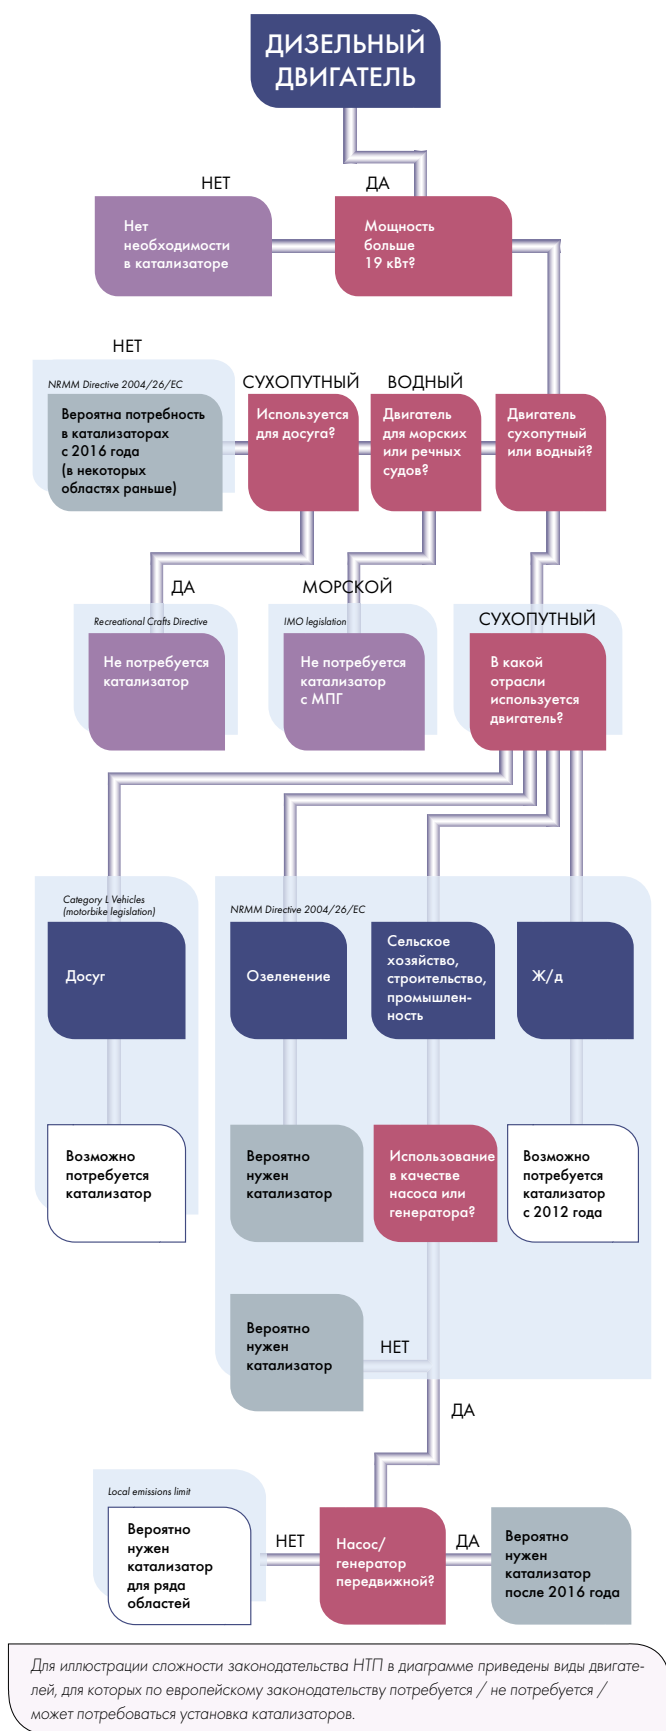 ДИЗЕЛЬНЫЙ
ДВИГАТЕЛЬ
НЕТ
ДА
Нет
необходимости
в катализаторе
Мощность
больше
19 кВт?
НЕТ
NRMM Directive 2004/26/EC
СУХОПУТНЫЙ
ВОДНЫЙ
Вероятна потребность
в катализаторах
с 2016 года
(в некоторых
областях раньше)
Используется
для досуга?
Двигатель
для морских
или речных
судов?
Двигатель
сухопутный
или водный?
ДА
МОРСКОЙ
СУХОПУТНЫЙ
Recreational Crafts Directive
Не потребуется
катализатор
IMO legislation
Не потребуется
катализатор
с МПГ
В какой
отрасли
используется
двигатель?
Category L Vehicles
(motorbike legislation)
NRMM Directive 2004/26/EC
Досуг
Озеленение
Сельское
хозяйство,
строительство,
промышлен-
ность
Ж/д
Возможно
потребуется
катализатор
Вероятно
нужен
катализатор
Использование
в качестве
насоса или
генератора?
Возможно
потребуется
катализатор
с 2012 года
Вероятно
нужен
катализатор
НЕТ
ДА
Local emissions limit
Вероятно
нужен
катализатор
для ряда
областей
НЕТ
Насос/
генератор
передвижной?
ДА
Вероятно
нужен
катализатор
после 2016 года
Для иллюстрации сложности законодательства НТП в диаграмме приведены виды двигате-
лей, для которых по европейскому законодательству потребуется / не потребуется /
может потребоваться установка катализаторов.